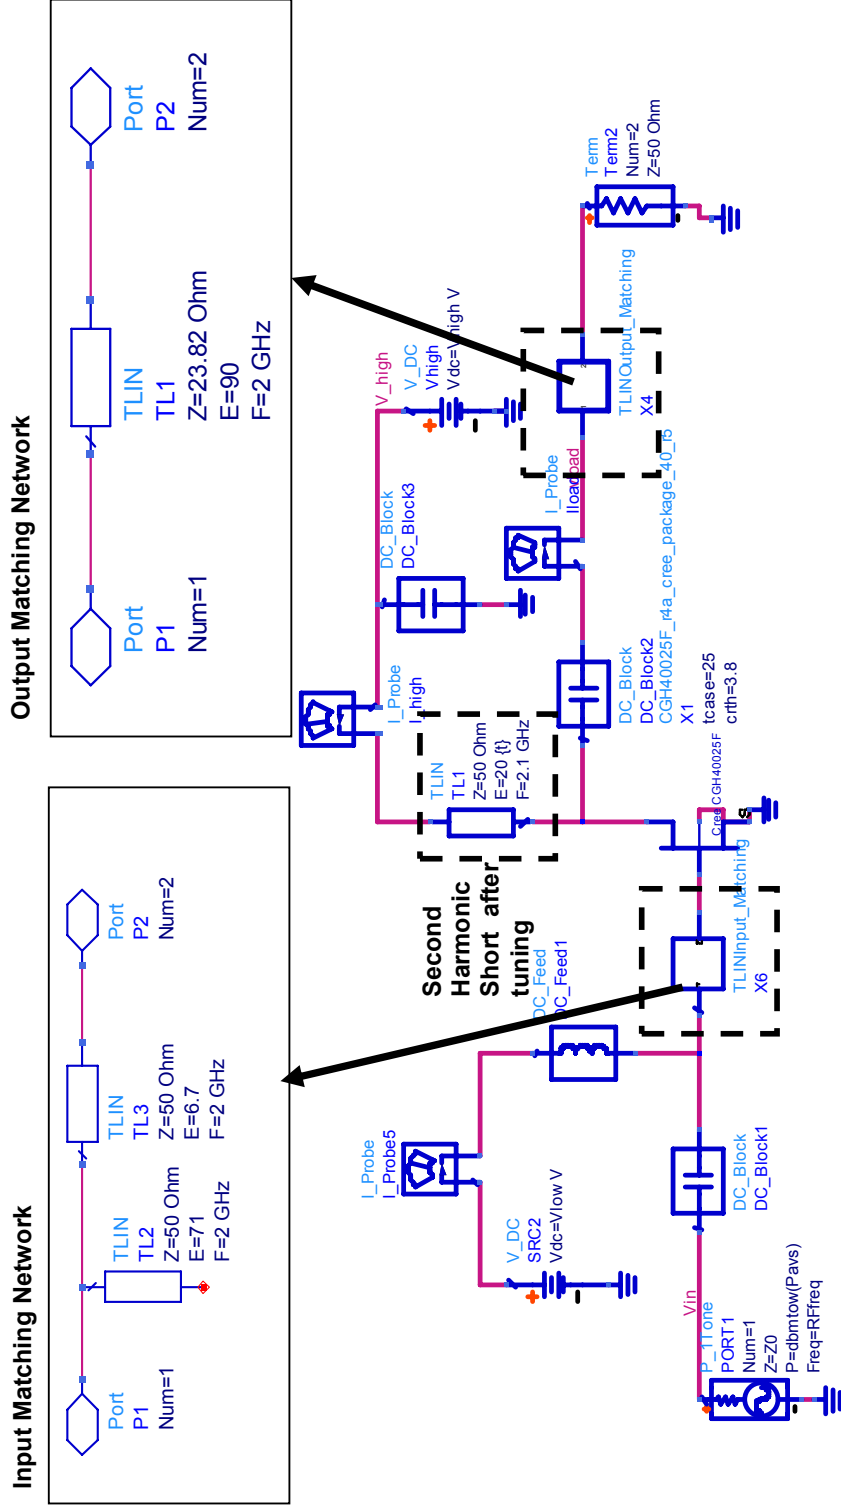 Input Matching Network
Port
P1
Num=1
TLIN
TL2
Z=50 Ohm
E=71
F=2 GHz
TLIN
TL3
Z=50 Ohm
E=6.7
F=2 GHz
Port
P2
Num=2
Output Matching Network
Port
P1
Num=1
TLIN
TL1
Z=23.82 Ohm
E=90
F=2 GHz
Port
P2
Num=2
I_Probe
I_Probe5
V_DC
SRC2
Vdc=Vlow V
Vin
P_1Tone
PORT1
Num=1
Z=Z0
P=dbmtow(Pavs)
Freq=RFfreq
DC_Block
DC_Block1
DC_Feed
DC_Feed1
TLINInput_Matching
X6
Second
Harmonic
Short after
tuning
TLIN
TL1
Z=50 Ohm
E=20 {t}
F=2.1 GHz
I_Probe
I_high
DC_Block
DC_Block3
V_high
V_DC
Vhigh
Vdc=Vhigh V
DC_Block
DC_Block2
CGH40025F_r4a_cree_package_40_r5
X1
tcase=25
crth=3.8
Cree CGH40025F
I_Probe
Iload
TLINOutput_Matching
X4
Term
Term2
Num=2
Z=50 Ohm